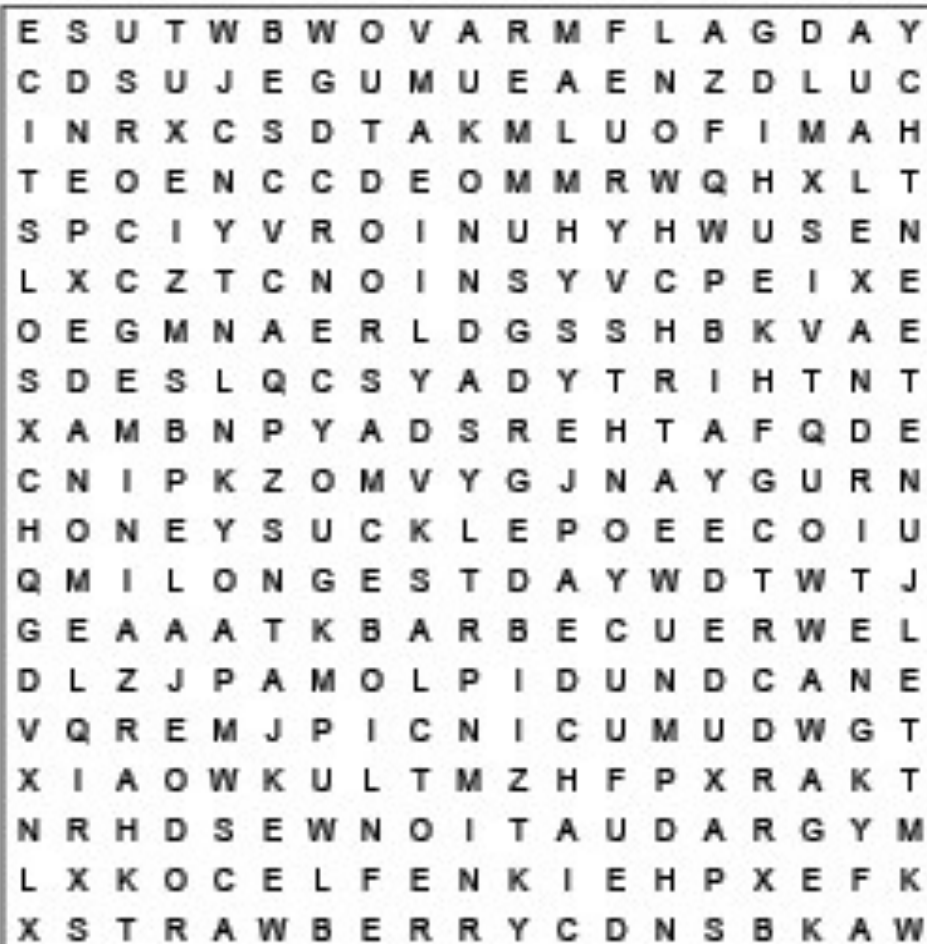 E S U T W B W O V A R M F L A G D A Y
C D S U J E G U M U E A E N Z D L U C
I N R X C S D T A K M L U O F I M A H
T E O E N C C D E O M M R W Q H X L T
S P C I Y V R O I N U H Y H W U S E N
L X C Z T C N O I N S Y V C P E I X E
O E G M N A E R L D G S S H B K V A E
S D E S L Q C S Y A D Y T R I H T N T
X A M B N P Y A D S R E H T A F Q D E
C N I P K Z O M V Y G J N A Y G U R N
H O N E Y S U C K L E P O E E C O I U
Q M I L O N G E S T D A Y W D T W T J
G E A A A T K B A R B E C U E R W E L
D L Z J P A M O L P I D U N D C A N E
V Q R E M J P I C N I C U M U D W G T
X I A O W K U L T M Z H F P X R A K T
N R H D S E W N O I T A U D A R G Y M
L X K O C E L F E N K I E H P X E F K
X S T R A W B E R R Y C D N S B K A W